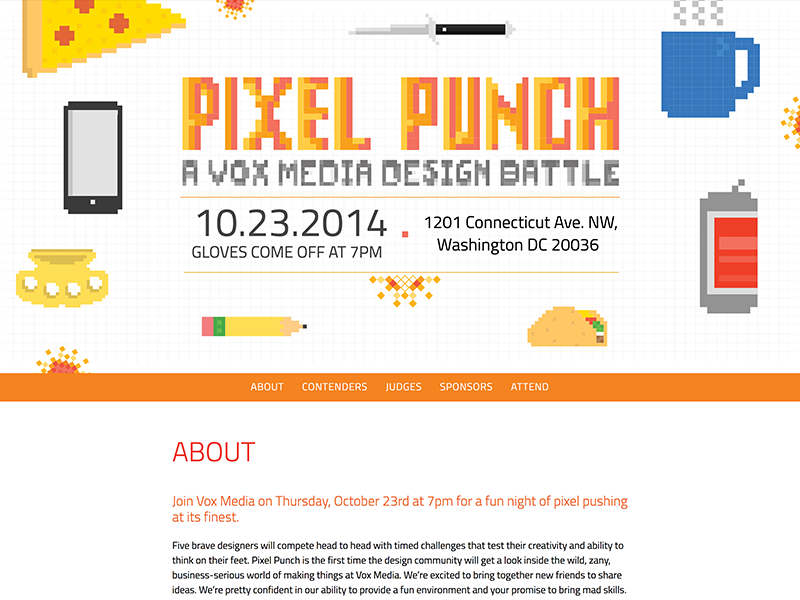 PIXEL PUNCH
A VOX MEDIA DESIGN BATTLE
10.23.2014
GLOVES COME OFF AT 7PM
1201 Connecticut Ave. NW,
Washington DC 20036
ABOUT CONTENDERS JUDGES SPONSORS ATTEND
ABOUT
Join Vox Media on Thursday, October 23rd at 7pm for a fun night of pixel pushing
at its finest.
Five brave designers will compete head to head with timed challenges that test their creativity and ability to
think on their feet. Pixel Punch is the first time the design community will get a look inside the wild, zany,
business-serious world of making things at Vox Media. We're excited to bring together new friends to share
ideas. We're pretty confident in our ability to provide a fun environment and your promise to bring mad skills.